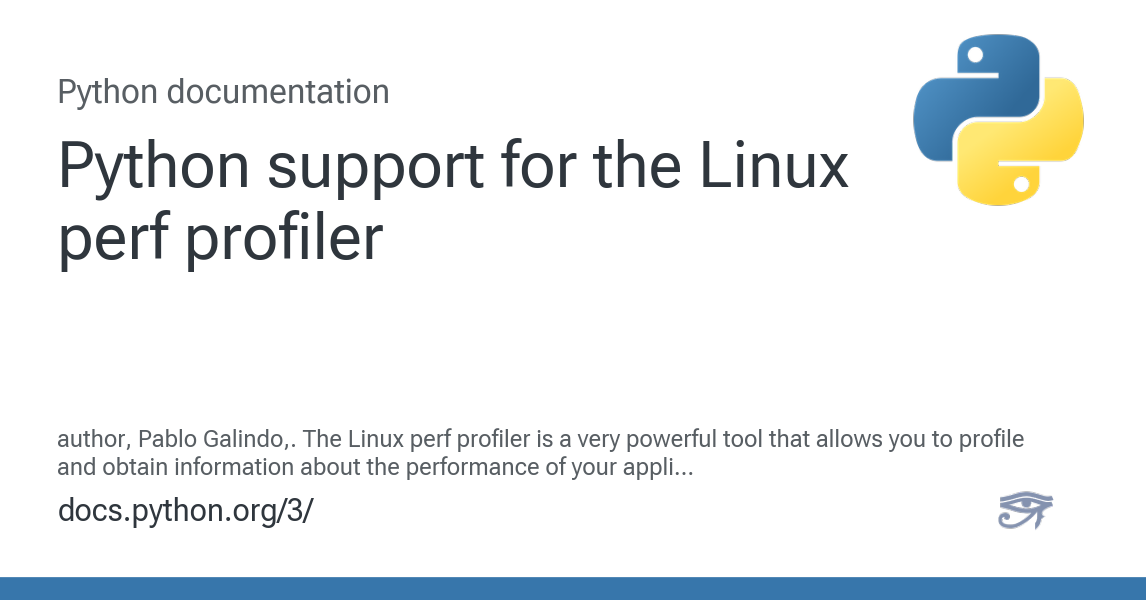 Python documentation
Python support for the Linux
perf profiler
author, Pablo Galindo,. The Linux perf profiler is a very powerful tool that allows you to profile
and obtain information about the performance of your appli...
docs.python.org/3/